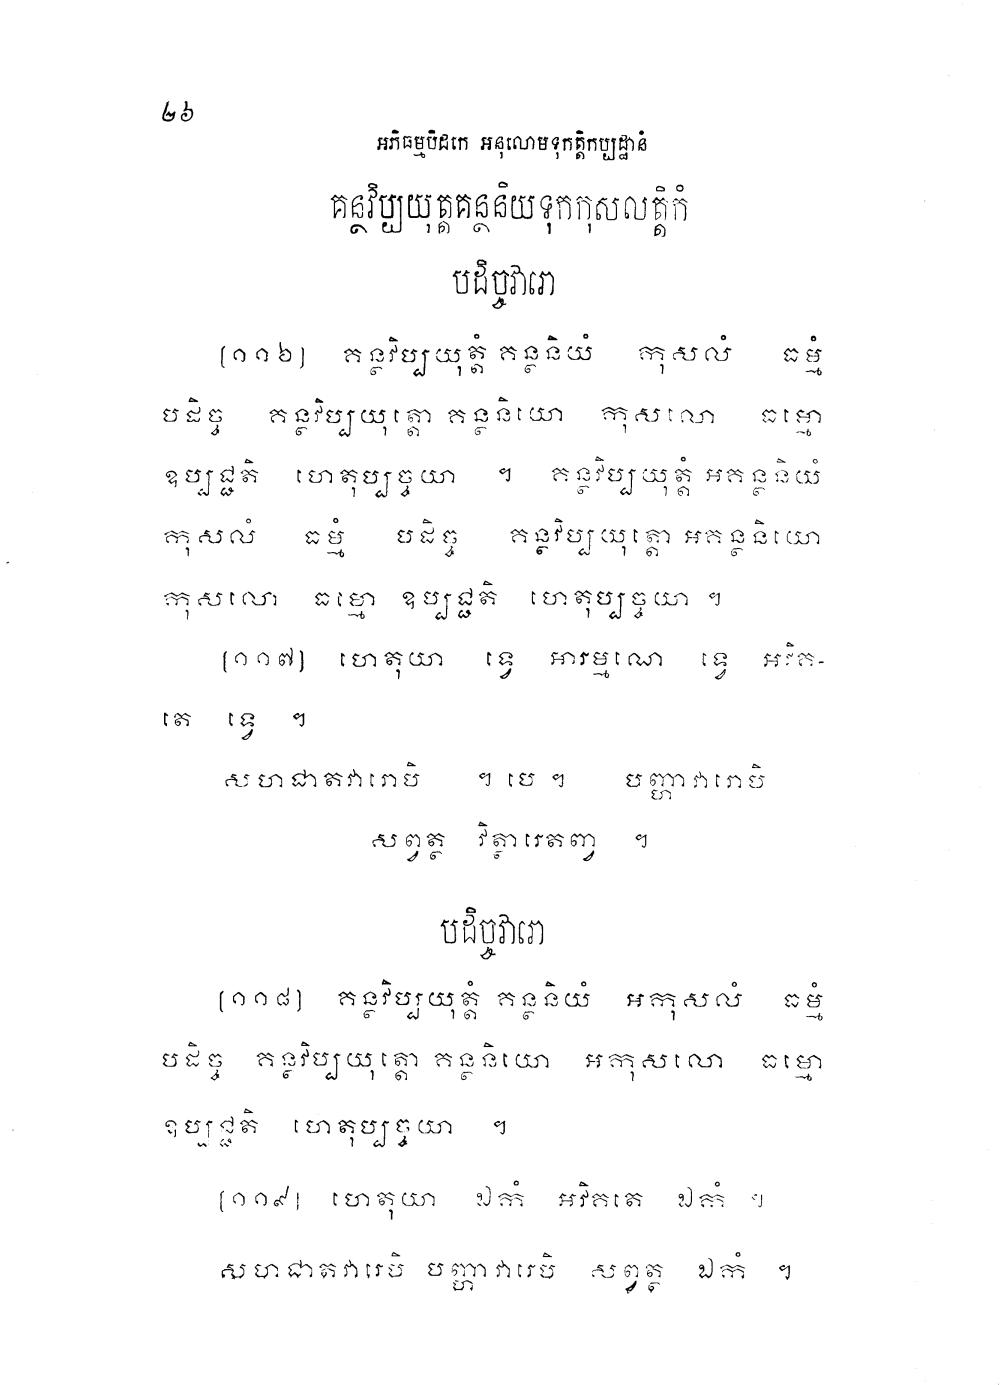 ២៦
អភិធម្មបិដកេ អនុលោមទុកត្តិកប្បដ្ឋានំ
គន្ថវិប្បយុត្តគន្ថនិយទុកកុសលត្តិកំ
បដិច្ចវារោ
[១១៦] គន្ថវិប្បយុត្តំ គន្ថនិយំ កុសលំ ធម្មំ
បដិច្ច គន្ថវិប្បយុត្តោ គន្ថនិយោ កុសលោ ធម្មោ
ឧប្បជ្ជតិ ហេតុប្បច្ចយា ។ គន្ថវិប្បយុត្តំ អគន្ថនិយំ
កុសលំ ធម្មំ បដិច្ច គន្ថវិប្បយុត្តោ អគន្ថនិយោ
កុសលោ ធម្មោ ឧប្បជ្ជតិ ហេតុប្បច្ចយា ។
[១១៧] ហេតុយា ទ្វេ អារម្មណេ ទ្វេ អវិគ-
តេ ទ្វេ ។
សហជាតវារោបិ ។ បេ ។ បញ្ហាវារោបិ
សព្វត្ថ វិត្ថារេតព្វា ។
បដិច្ចវារោ
[១១៨] គន្ថវិប្បយុត្តំ គន្ថនិយំ អកុសលំ ធម្មំ
បដិច្ច គន្ថវិប្បយុត្តោ គន្ថនិយោ អកុសលោ ធម្មោ
ឧប្បជ្ជតិ ហេតុប្បច្ចយា ។
[១១៩] ហេតុយា ឯកំ អវិគតេ ឯកំ ។
សហជាតវារេបិ បញ្ហាវារេបិ សព្វត្ថ ឯកំ ។